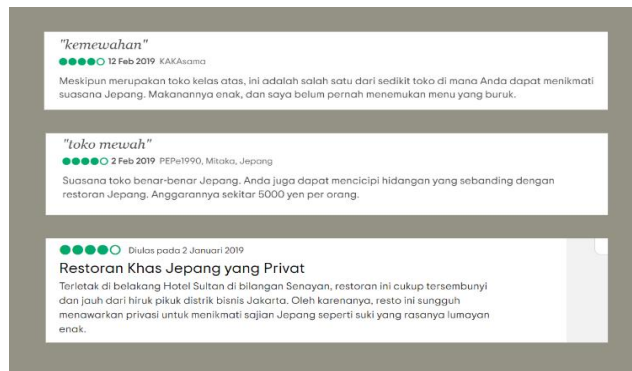 "kemewahan"
12 Feb 2019 KAKAsama
Meskipun merupakan toko kelas atas, ini adalah salah satu dari sedikit toko di mana Anda dapat menikmati
suasana Jepang. Makanannya enak, dan saya belum pernah menemukan menu yang buruk.
"toko mewah"
2 Feb 2019 PEPe1990, Mitaka, Jepang
Suasana toko benar-benar Jepang. Anda juga dapat mencicipi hidangan yang sebanding dengan
restoran Jepang. Anggarannya sekitar 5000 yen per orang.
Diulas pada 2 Januari 2019
Restoran Khas Jepang yang Privat
Terletak di belakang Hotel Sultan di bilangan Senayan, restoran ini cukup tersembunyi
dan jauh dari hiruk pikuk distrik bisnis Jakarta. Oleh karenanya, resto ini sungguh
menawarkan privasi untuk menikmati sajian Jepang seperti suki yang rasanya lumayan
enak.